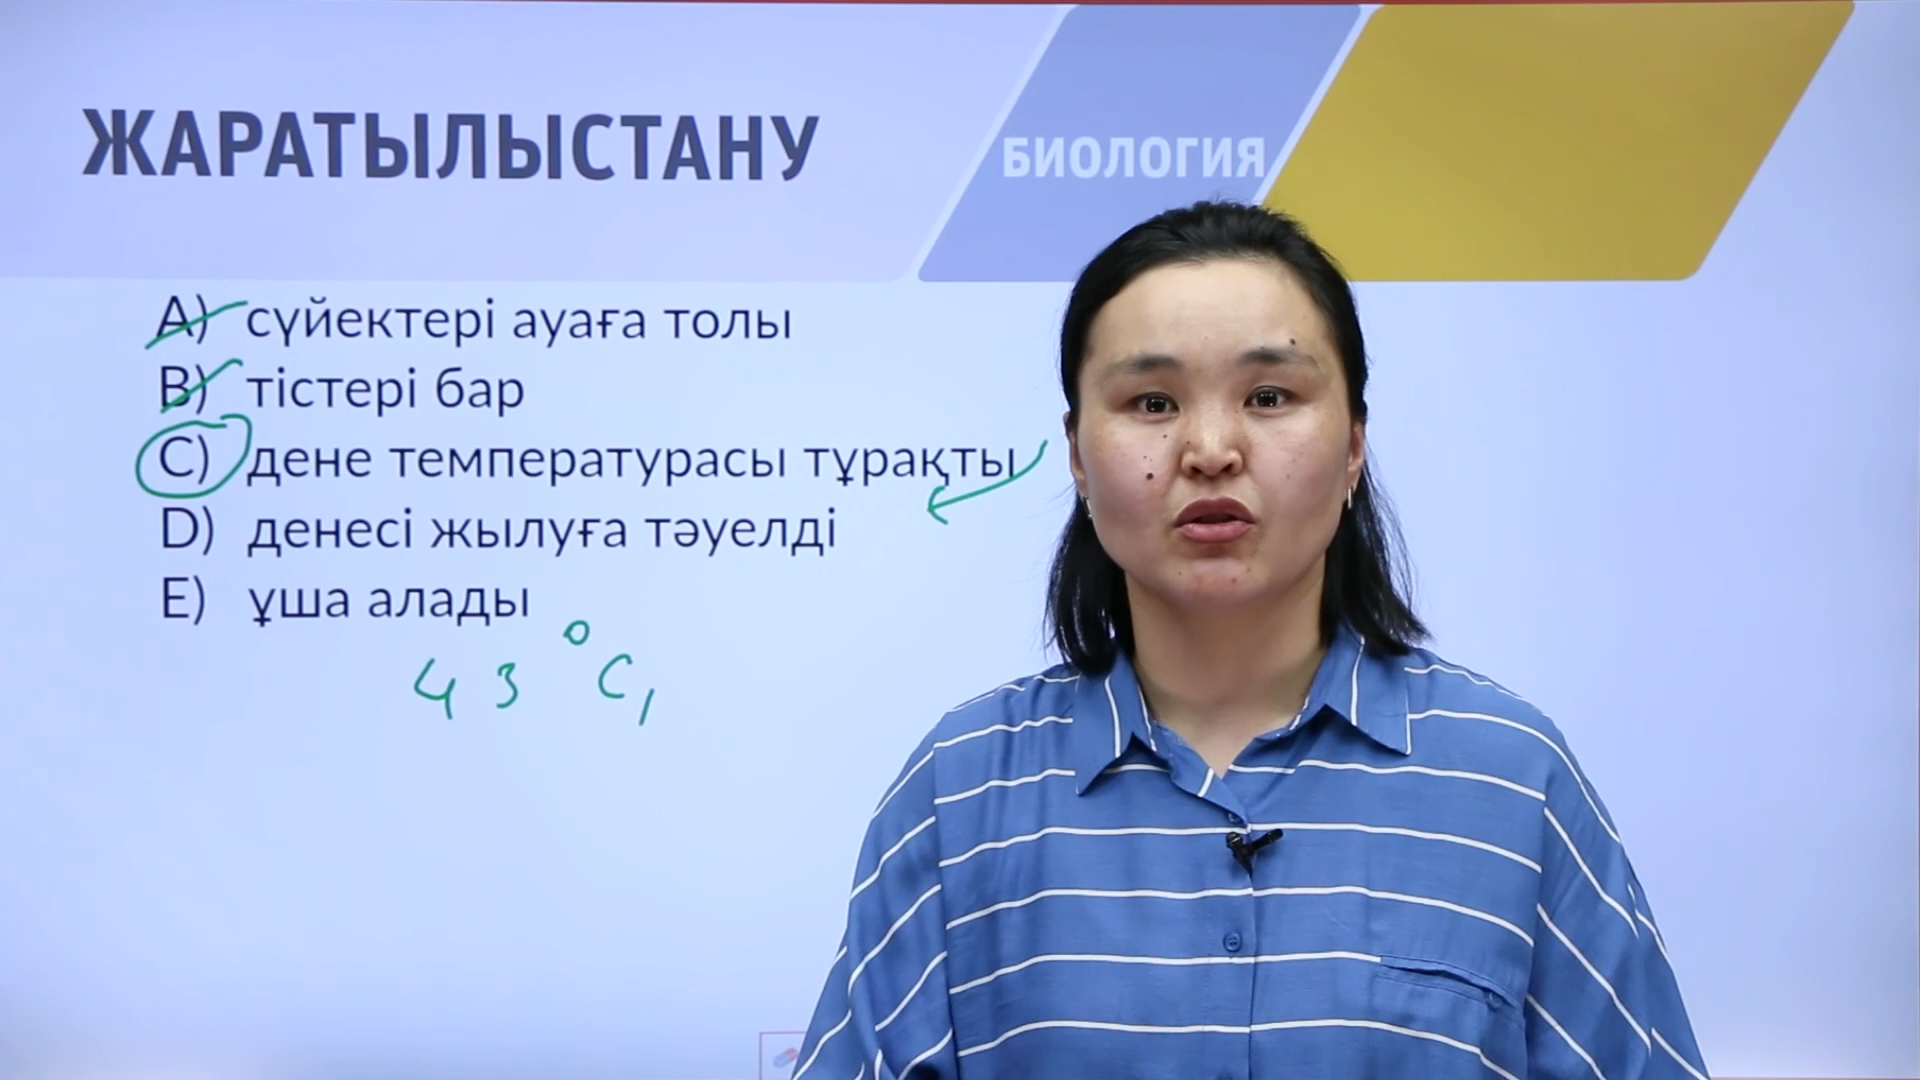 ЖАРАТЫЛЫСТАНУ
БИОЛОГИЯ
A) сүйектері ауаға толы
B) тістері бар
C) дене температурасы тұрақты
D) денесі жылуға тәуелді
E) ұша алады
43 °C,